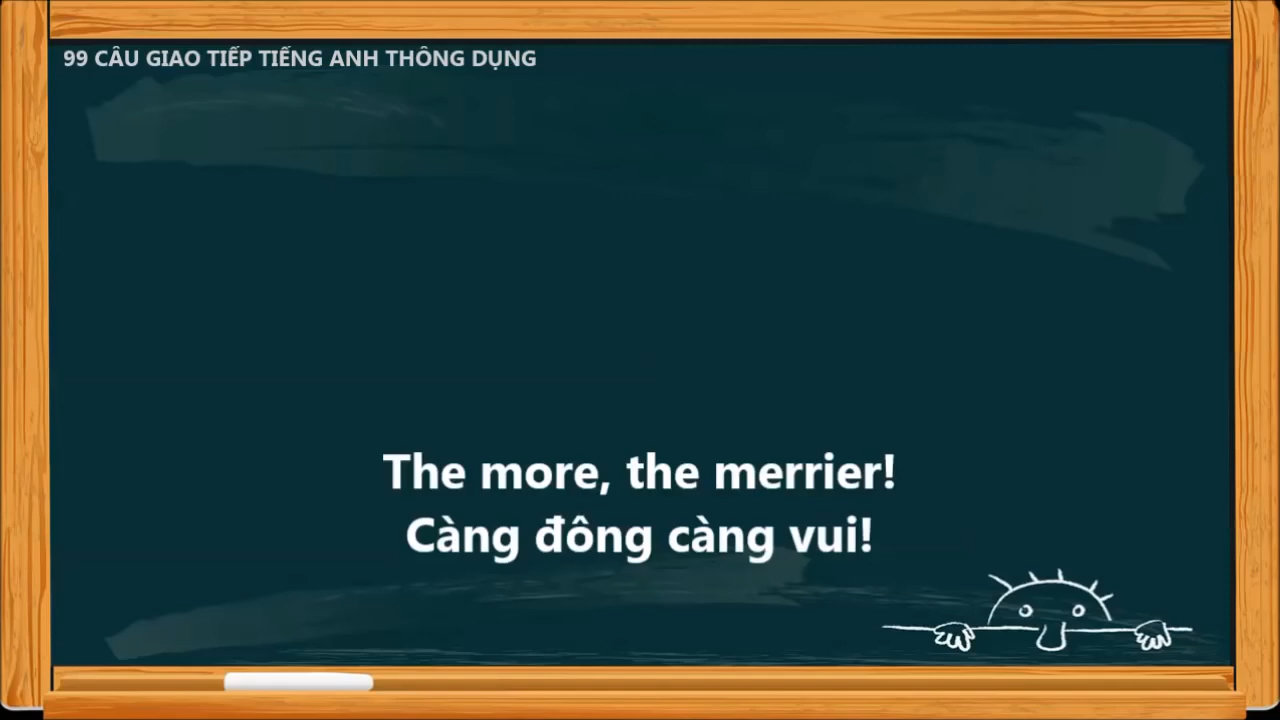 99 CÂU GIAO TIẾP TIẾNG ANH THÔNG DỤNG
The more, the merrier!
Càng đông càng vui!